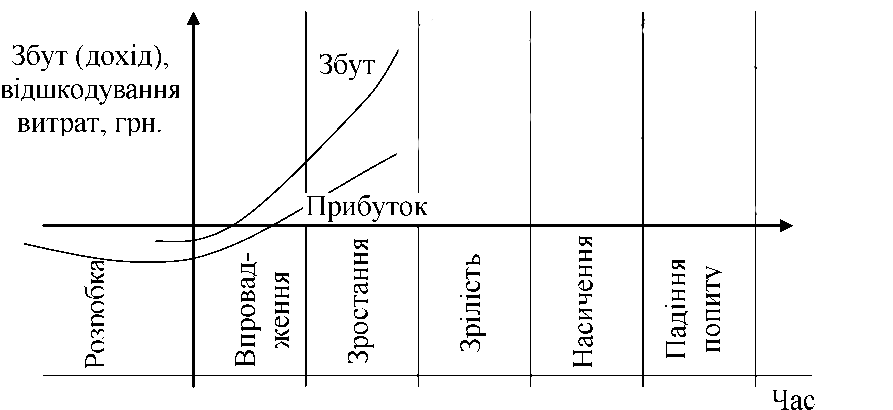 Збут (дохід),
відшкодування
витрат, грн.
Збут
Прибуток
Розробка
Впровад-
ження
Зростання
Зрілість
Насичення
Падіння
попиту
Час